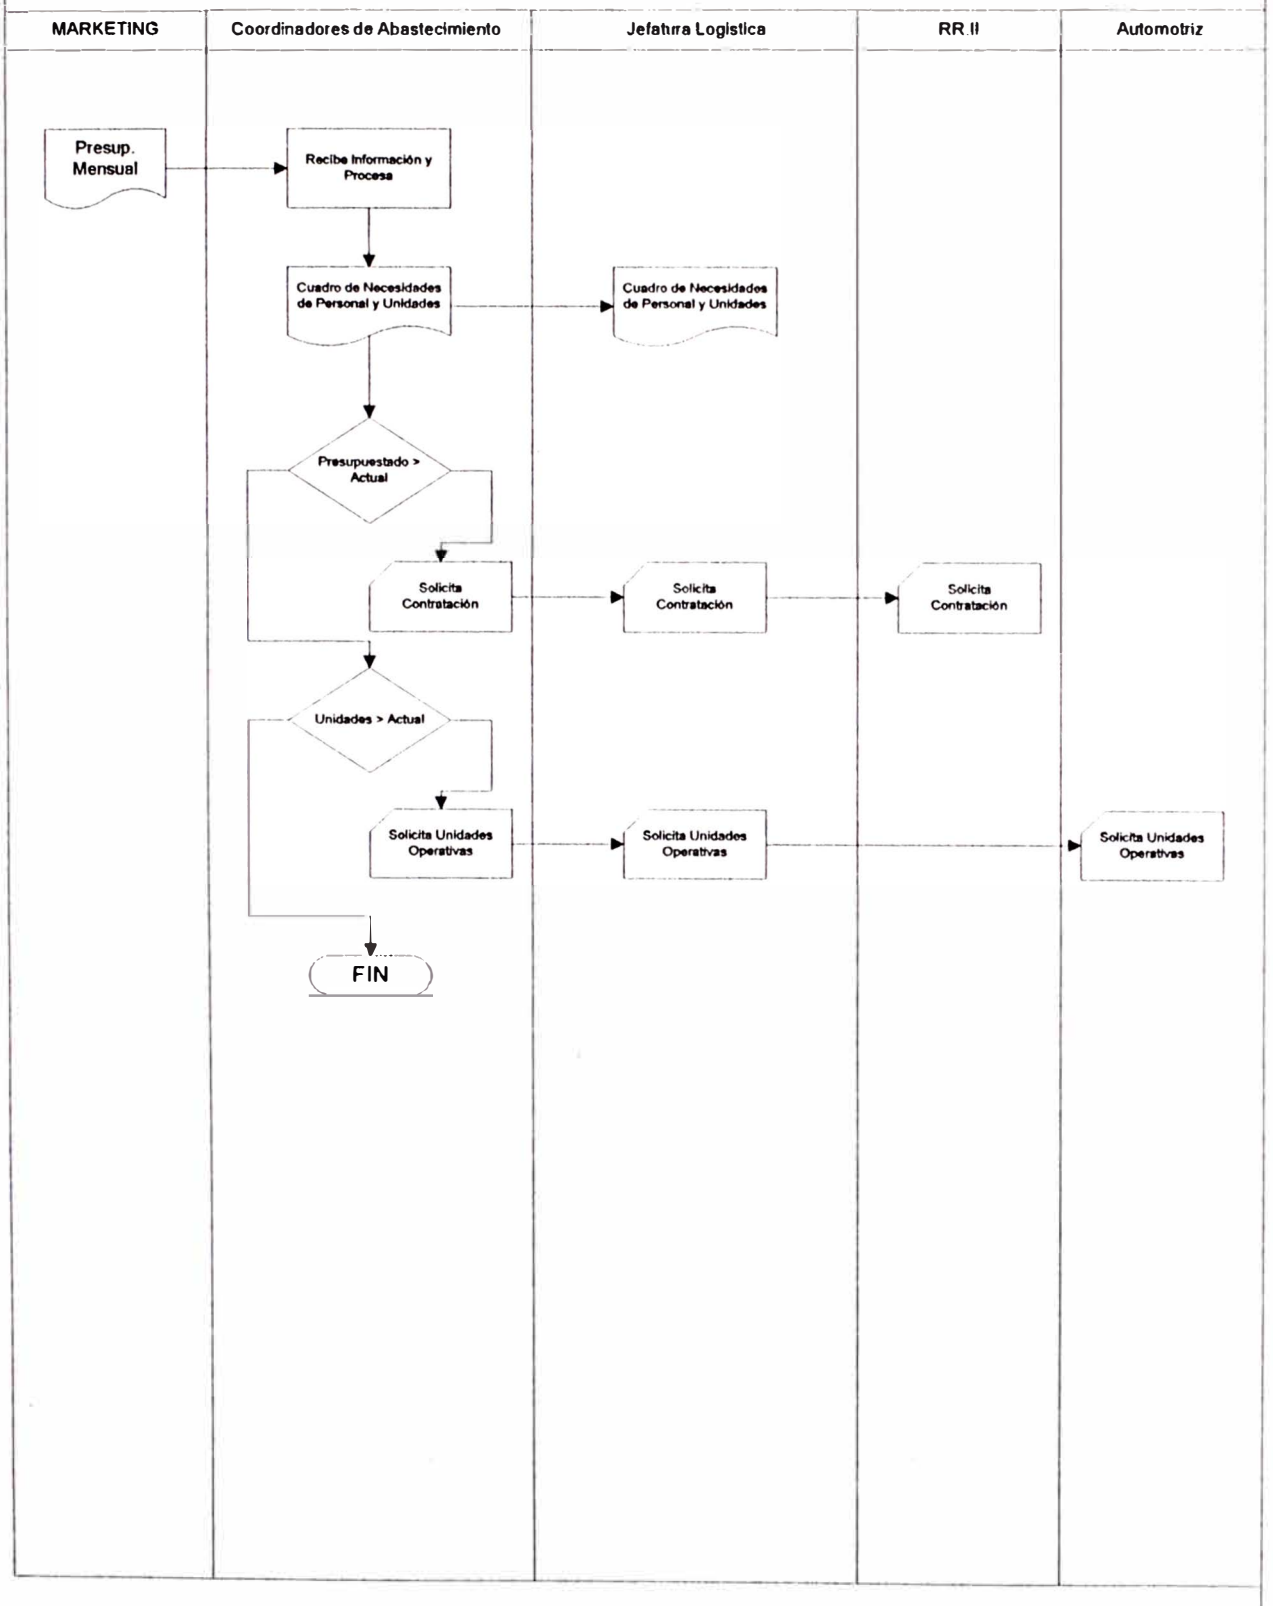 MARKETING
Coordinadores de Abastecimiento
Jefatura Logistica
RR.II
Automotriz
Presup.
Mensual
Recibe Información y
Procesa
Cuadro de Necesidades
de Personal y Unidades
Cuadro de Necesidades
de Personal y Unidades
Presupuestado >
Actual
Solicita
Contratación
Solicita
Contratación
Solicita
Contratación
Unidades > Actual
Solicita Unidades
Operativas
Solicita Unidades
Operativas
Solicita Unidades
Operativas
FIN